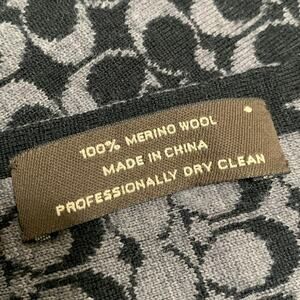 100% MERINO WOOL
MADE IN CHINA
PROFESSIONALLY DRY CLEAN